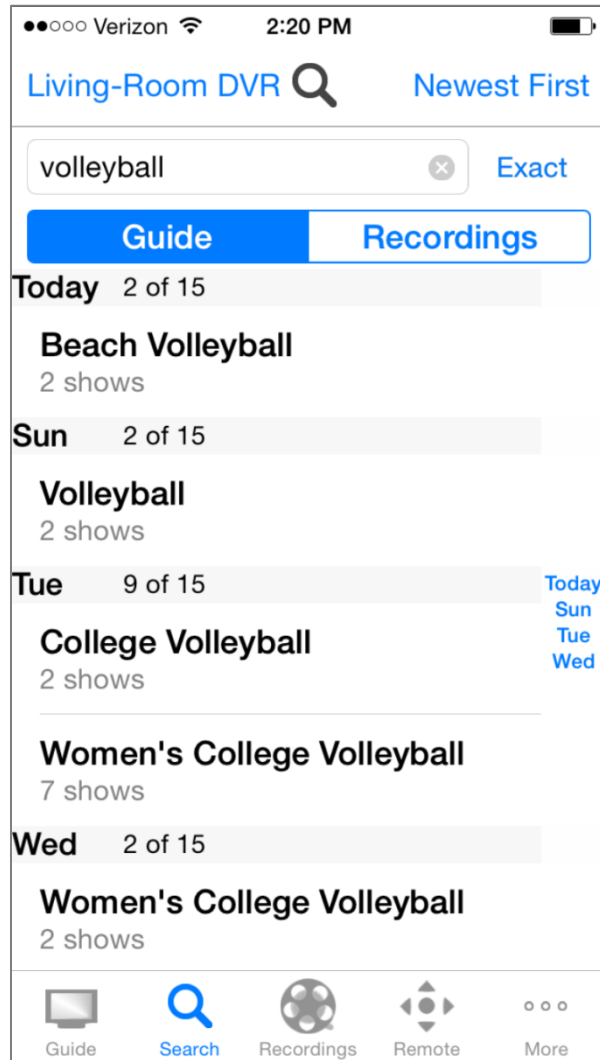 Verizon 2:20 PM
Living-Room DVR Newest First
volleyball Exact
Guide Recordings
Today 2 of 15
Beach Volleyball
2 shows
Sun 2 of 15
Volleyball
2 shows
Tue 9 of 15
College Volleyball
2 shows
Women's College Volleyball
7 shows
Wed 2 of 15
Women's College Volleyball
2 shows
Today
Sun
Tue
Wed
Guide Search Recordings Remote More